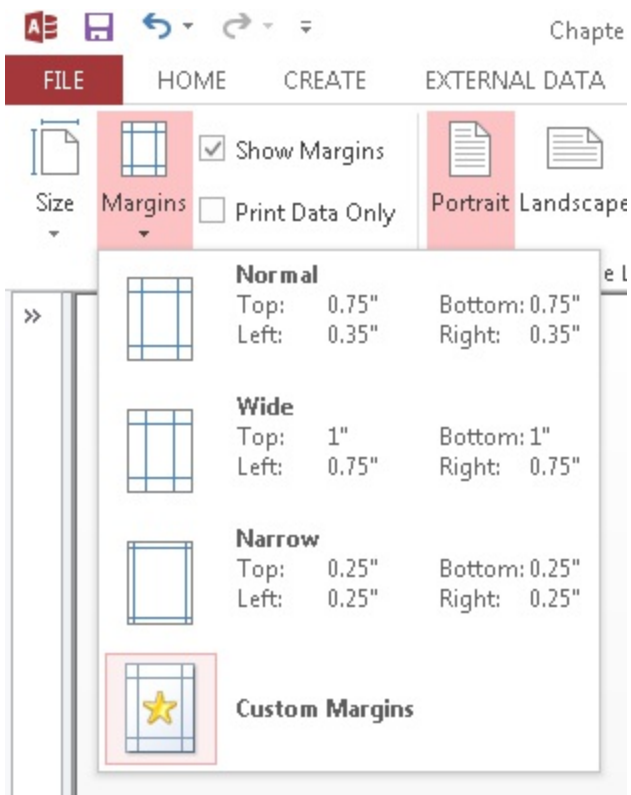 Chapte
FILE HOME CREATE EXTERNAL DATA
Size Margins Show Margins Portrait Landscape
Print Data Only
e L
Normal
Top: 0.75" Bottom: 0.75"
Left: 0.35" Right: 0.35"
Wide
Top: 1" Bottom: 1"
Left: 0.75" Right: 0.75"
Narrow
Top: 0.25" Bottom: 0.25"
Left: 0.25" Right: 0.25"
Custom Margins